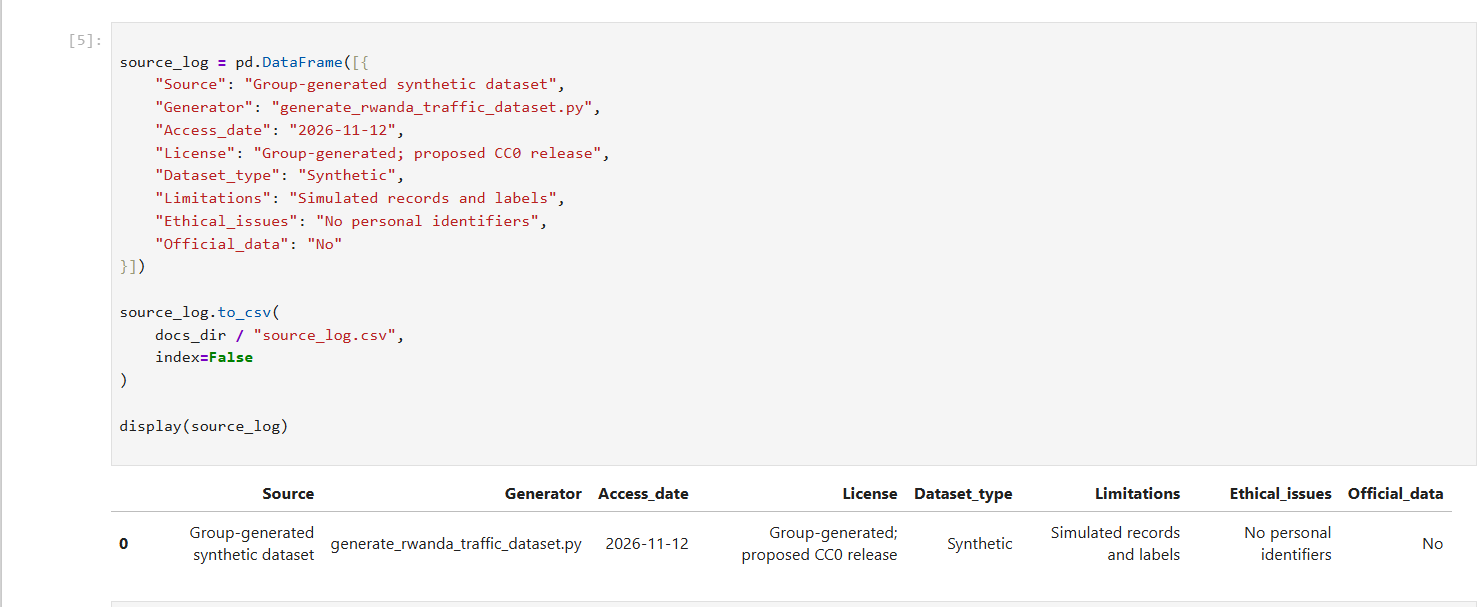 [5]:
source_log = pd.DataFrame([{
    "Source": "Group-generated synthetic dataset",
    "Generator": "generate_rwanda_traffic_dataset.py",
    "Access_date": "2026-11-12",
    "License": "Group-generated; proposed CC0 release",
    "Dataset_type": "Synthetic",
    "Limitations": "Simulated records and labels",
    "Ethical_issues": "No personal identifiers",
    "Official_data": "No"
}])
source_log.to_csv(
    docs_dir / "source_log.csv",
    index=False
)
display(source_log)
Source Generator Access_date License Dataset_type Limitations Ethical_issues Official_data
Group-generated Group-generated; Simulated records No personal
0 generate_rwanda_traffic_dataset.py 2026-11-12 Synthetic No
synthetic dataset proposed CC0 release and labels identifiers